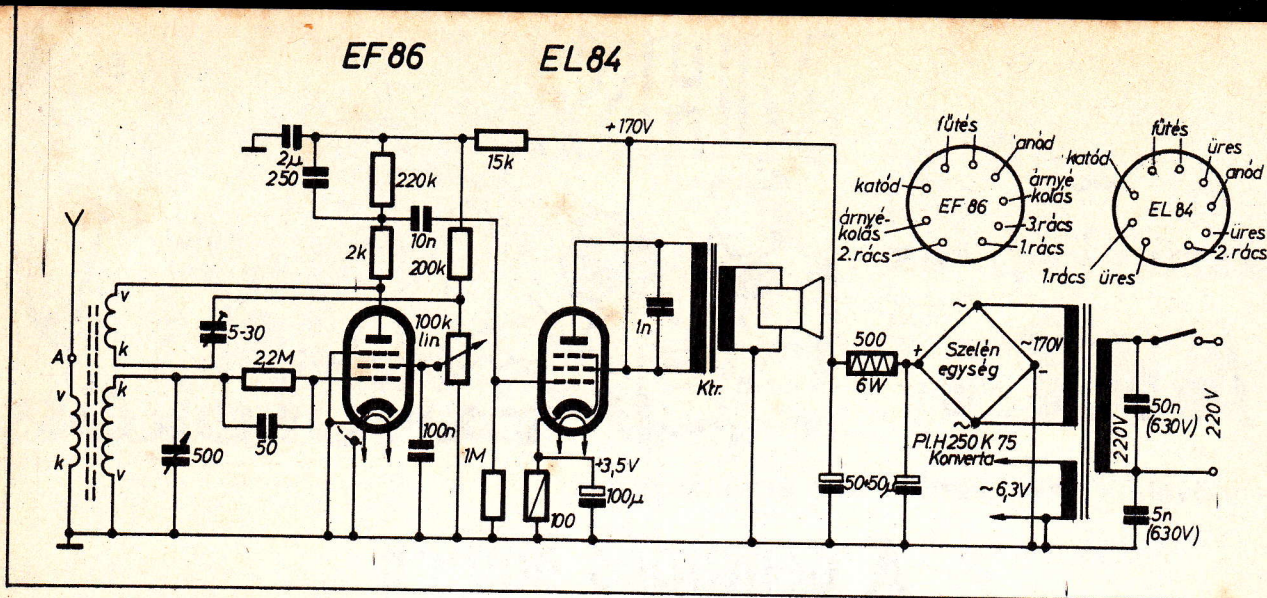 EF86
EL84
2µ
250
220k
15k
+170V
10n
2k
200k
v
k
5-30
100k
lin.
A
v
k
2,2M
k
v
50
500
100n
1M
+3,5V
100
100µ
1n
Ktr.
500
6W
50+50µ
+
~
~
-
Szelén
egység
~170V
Pl.H 250 K 75
Konverta
~6,3V
220V
50n
(630V)
220V
5n
(630V)
fűtés
anód
katód
árnyé
kolás
EF 86
árnyé-
kolás
3.rács
2.rács
1.rács
fűtés
üres
katód
anód
EL 84
üres
2.rács
1.rács
üres